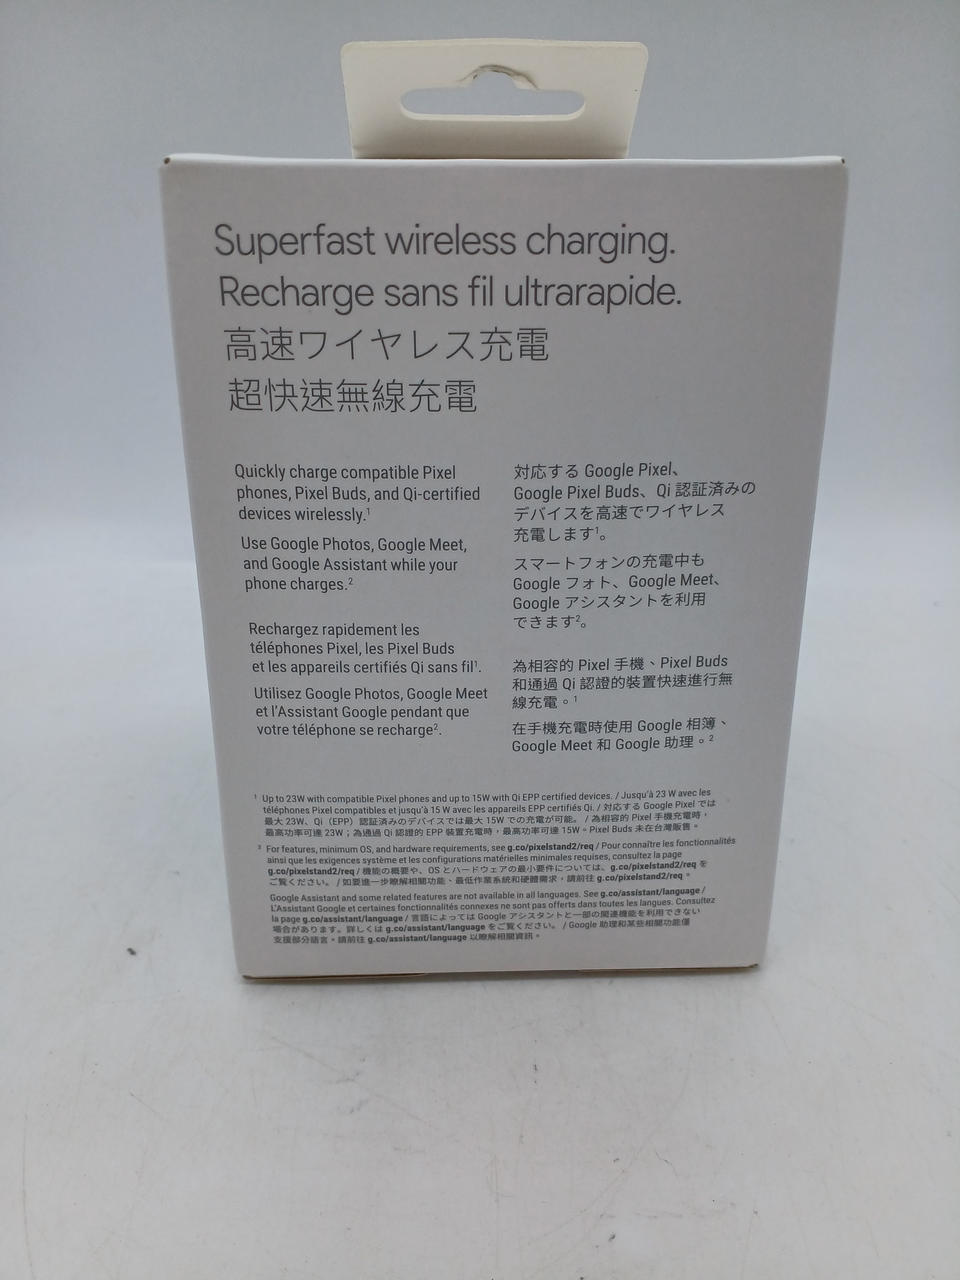 Superfast wireless charging.
Recharge sans fil ultrarapide.
高速ワイヤレス充電
超快速無線充電
Quickly charge compatible Pixel
phones, Pixel Buds, and Qi-certified
devices wirelessly.¹
Use Google Photos, Google Meet,
and Google Assistant while your
phone charges.²
Rechargez rapidement les
téléphones Pixel, les Pixel Buds
et les appareils certifiés Qi sans fil¹.
Utilisez Google Photos, Google Meet
et l'Assistant Google pendant que
votre téléphone se recharge².
対応する Google Pixel、
Google Pixel Buds、Qi 認証済みの
デバイスを高速でワイヤレス
充電します¹。
スマートフォンの充電中も
Google フォト、Google Meet、
Google アシスタントを利用
できます²。
為相容的 Pixel 手機、Pixel Buds
和通過 Qi 認證的裝置快速進行無
線充電。¹
在手機充電時使用 Google 相簿、
Google Meet 和 Google 助理。²
¹ Up to 23W with compatible Pixel phones and up to 15W with Qi EPP certified devices. / Jusqu'à 23 W avec les
téléphones Pixel compatibles et jusqu'à 15 W avec les appareils EPP certifiés Qi. / 対応する Google Pixel では
最大 23W、Qi（EPP）認証済みのデバイスでは最大 15W での充電が可能。 / 為相容的 Pixel 手機充電時，
最高功率可達 23W；為通過 Qi 認證的 EPP 裝置充電時，最高功率可達 15W。Pixel Buds 未在台灣販售。
² For features, minimum OS, and hardware requirements, see g.co/pixelstand2/req / Pour connaître les fonctionnalités
ainsi que les exigences système et les configurations matérielles minimales requises, consultez la page
g.co/pixelstand2/req / 機能の概要や、OS とハードウェアの最小要件については、g.co/pixelstand2/req を
ご覧ください。 / 如要進一步瞭解相關功能、最低作業系統和硬體需求，請前往 g.co/pixelstand2/req。
Google Assistant and some related features are not available in all languages. See g.co/assistant/language /
L'Assistant Google et certaines fonctionnalités connexes ne sont pas offerts dans toutes les langues. Consultez
la page g.co/assistant/language / 言語によっては Google アシスタントと一部の関連機能を利用できない
場合があります。詳しくは g.co/assistant/language をご覧ください。 / Google 助理和某些相關功能僅
支援部分語言。請前往 g.co/assistant/language 以瞭解相關資訊。